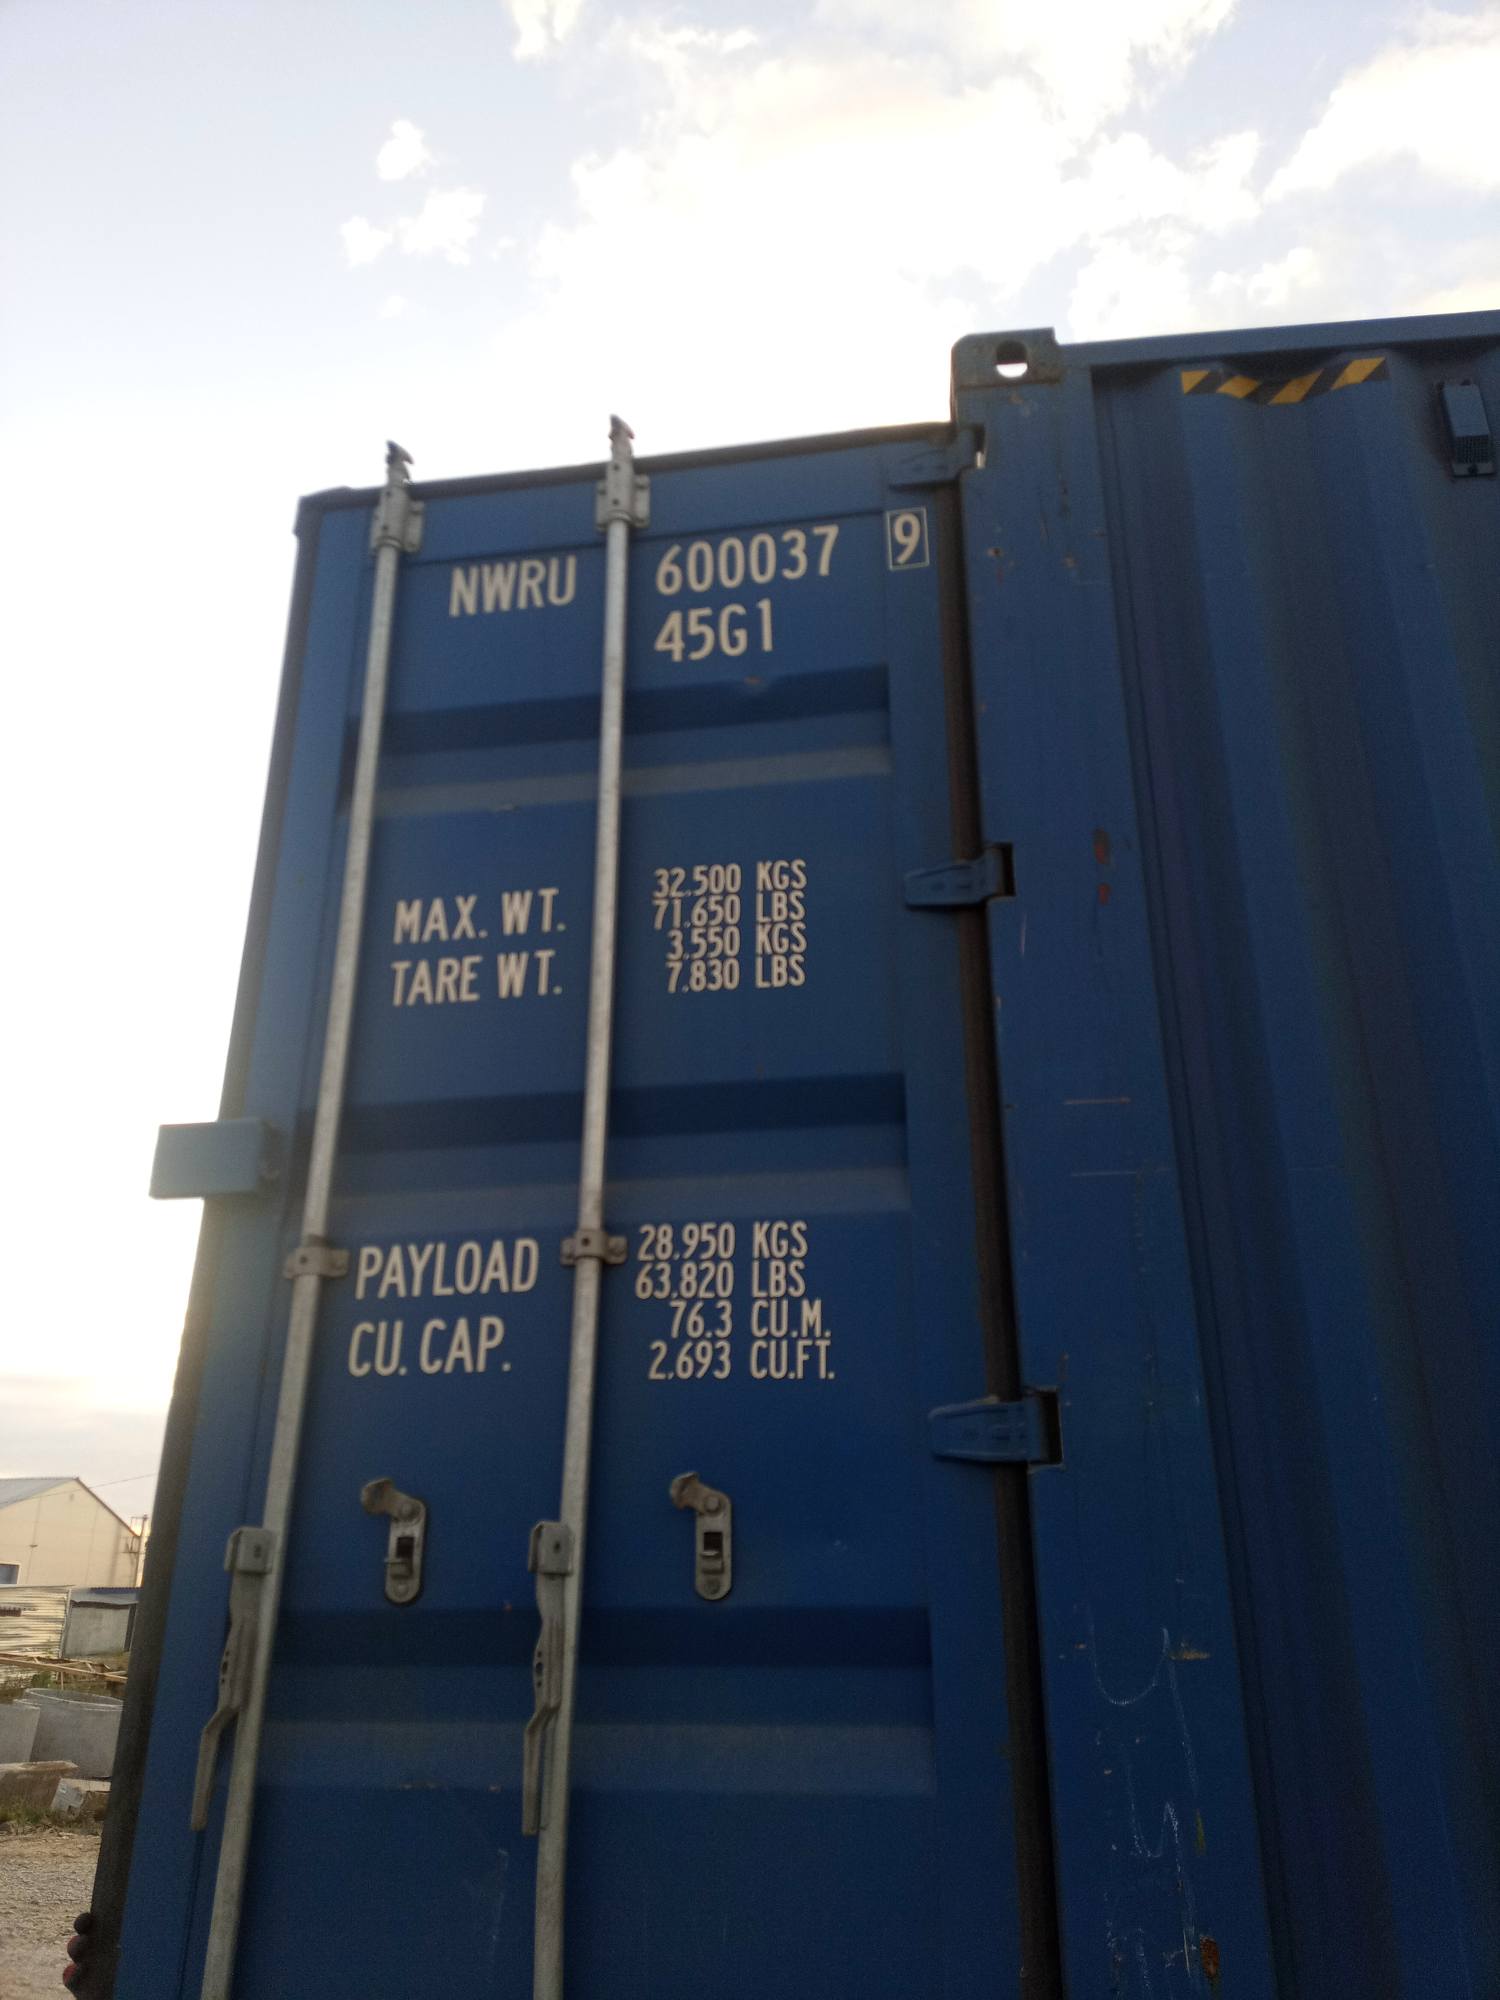 NWRU 600037 9
45G1
MAX. WT. 32.500 KGS
71.650 LBS
TARE WT. 3.550 KGS
7.830 LBS
PAYLOAD 28.950 KGS
63.820 LBS
CU. CAP. 76.3 CU.M.
2.693 CU.FT.